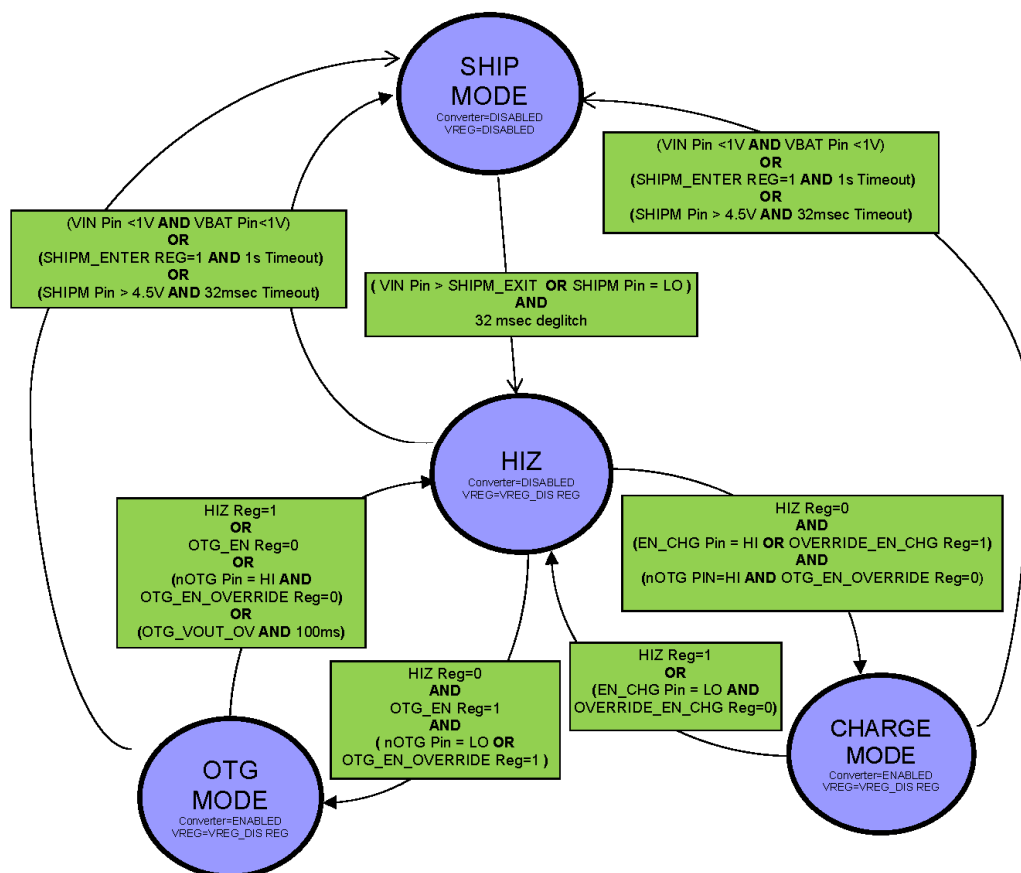 SHIP
MODE
Converter=DISABLED
VREG=DISABLED
(VIN Pin <1V AND VBAT Pin<1V)
OR
(SHIPM_ENTER REG=1 AND 1s Timeout)
OR
(SHIPM Pin > 4.5V AND 32msec Timeout)
(VIN Pin <1V AND VBAT Pin <1V)
OR
(SHIPM_ENTER REG=1 AND 1s Timeout)
OR
(SHIPM Pin > 4.5V AND 32msec Timeout)
( VIN Pin > SHIPM_EXIT OR SHIPM Pin = LO )
AND
32 msec deglitch
HIZ
Converter=DISABLED
VREG=VREG_DIS REG
HIZ Reg=1
OR
OTG_EN Reg=0
OR
(nOTG Pin = HI AND
OTG_EN_OVERRIDE Reg=0)
OR
(OTG_VOUT_OV AND 100ms)
HIZ Reg=0
AND
(EN_CHG Pin = HI OR OVERRIDE_EN_CHG Reg=1)
AND
(nOTG PIN=HI AND OTG_EN_OVERRIDE Reg=0)
HIZ Reg=0
AND
OTG_EN Reg=1
AND
( nOTG Pin = LO OR
OTG_EN_OVERRIDE Reg=1 )
HIZ Reg=1
OR
(EN_CHG Pin = LO AND
OVERRIDE_EN_CHG Reg=0)
OTG
MODE
Converter=ENABLED
VREG=VREG_DIS REG
CHARGE
MODE
Converter=ENABLED
VREG=VREG_DIS REG